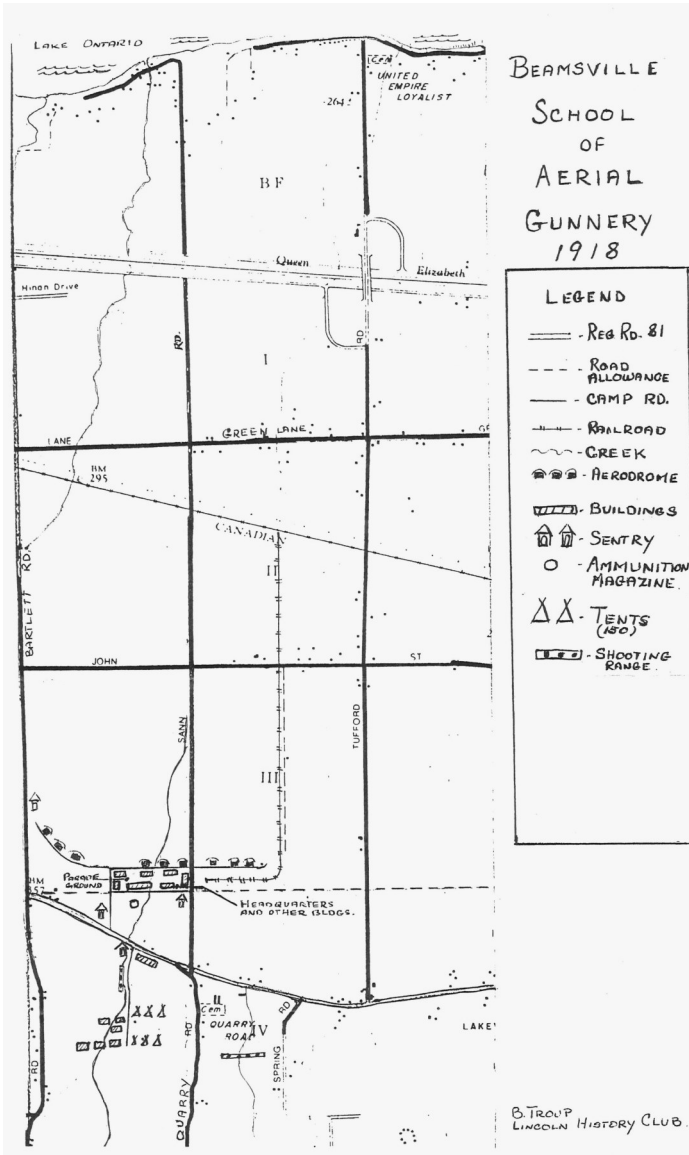 LAKE ONTARIO
Cem
UNITED
EMPIRE
LOYALIST
264
BF
Queen
Elizabeth
Hinan Drive
RD.
RD
I
LANE
GREEN LANE
BM
295
CANADIAN
II
BARTLETT RD.
JOHN
ST
SANN
TUFFORD
III
PARADE
GROUND
HEADQUARTERS
AND OTHER BLDGS.
II
Cem
QUARRY
ROAD
IV
RD
RD
RD
QUARRY
SPRING
LAKE
BEAMSVILLE
SCHOOL
OF
AERIAL
GUNNERY
1918
LEGEND
- REG RD. 81
- ROAD
ALLOWANCE
- CAMP RD.
- RAILROAD
- CREEK
- AERODROME
- BUILDINGS
- SENTRY
- AMMUNITION
MAGAZINE.
- TENTS
(150)
- SHOOTING
RANGE.
B. TROUP
LINCOLN HISTORY CLUB.